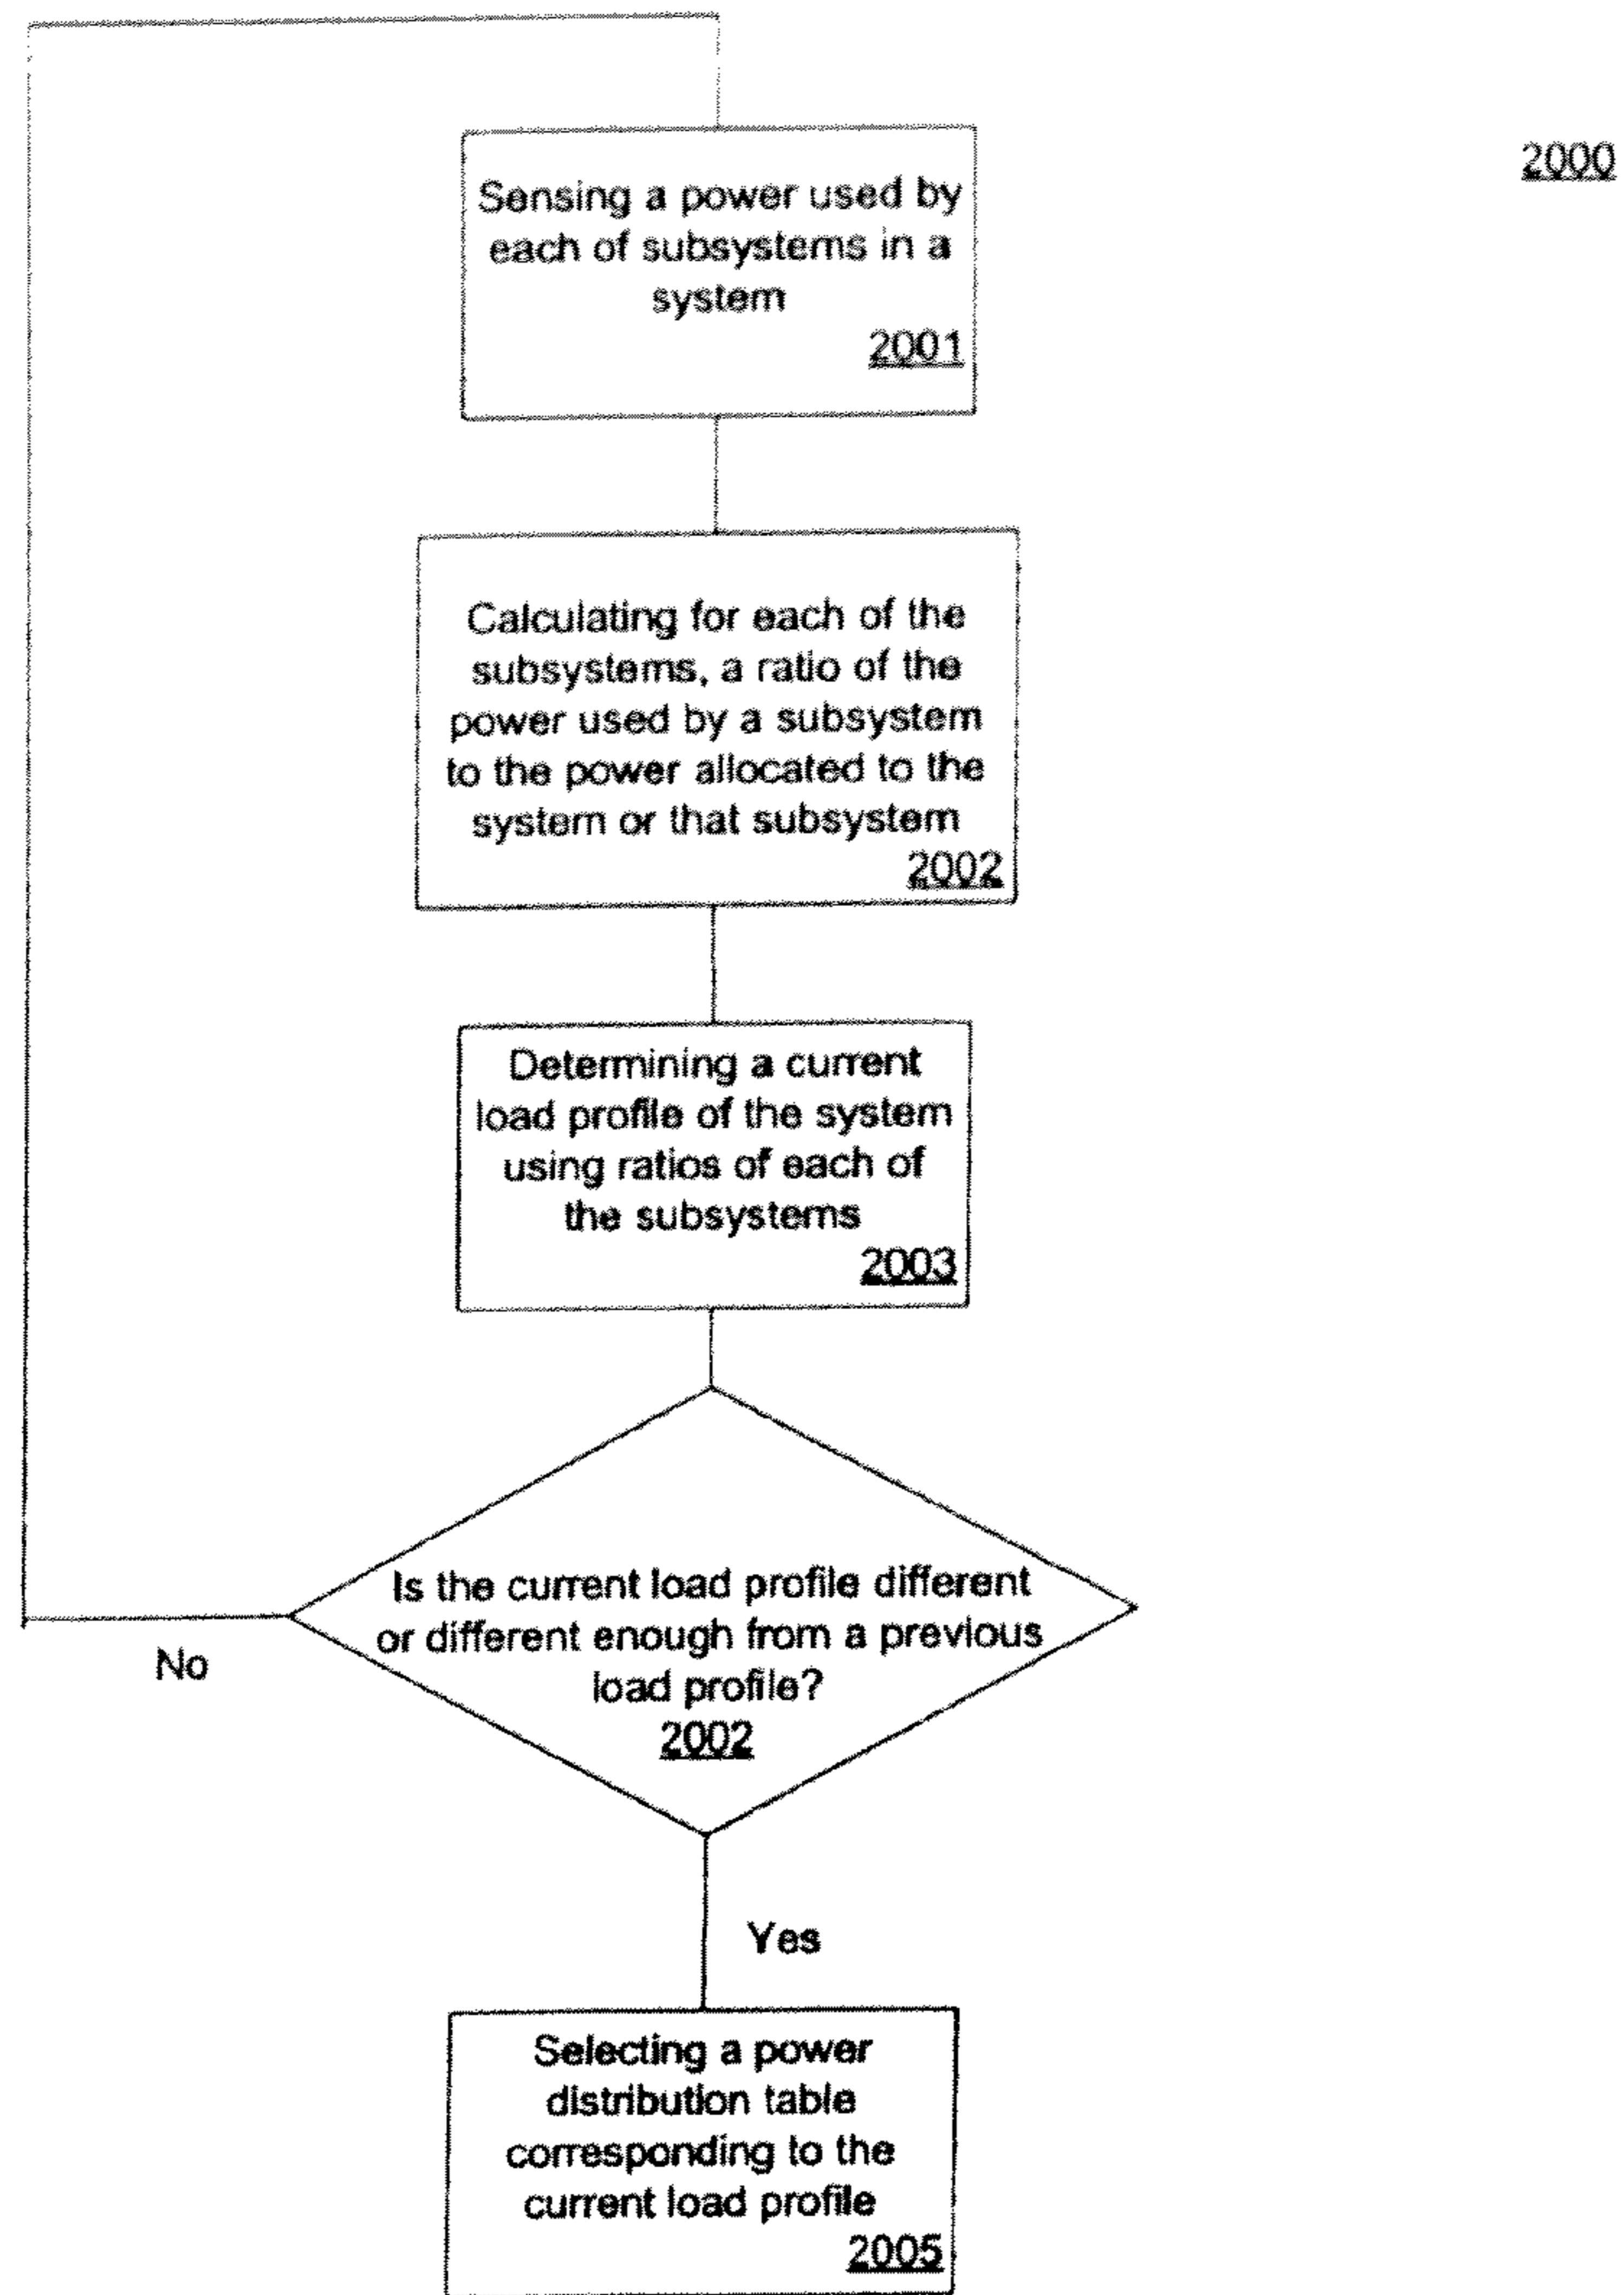 2000
Sensing a power used by
each of subsystems in a
system
2001
Calculating for each of the
subsystems, a ratio of the
power used by a subsystem
to the power allocated to the
system or that subsystem
2002
Determining a current
load profile of the system
using ratios of each of
the subsystems
2003
Is the current load profile different
or different enough from a previous
load profile?
2002
No
Yes
Selecting a power
distribution table
corresponding to the
current load profile
2005